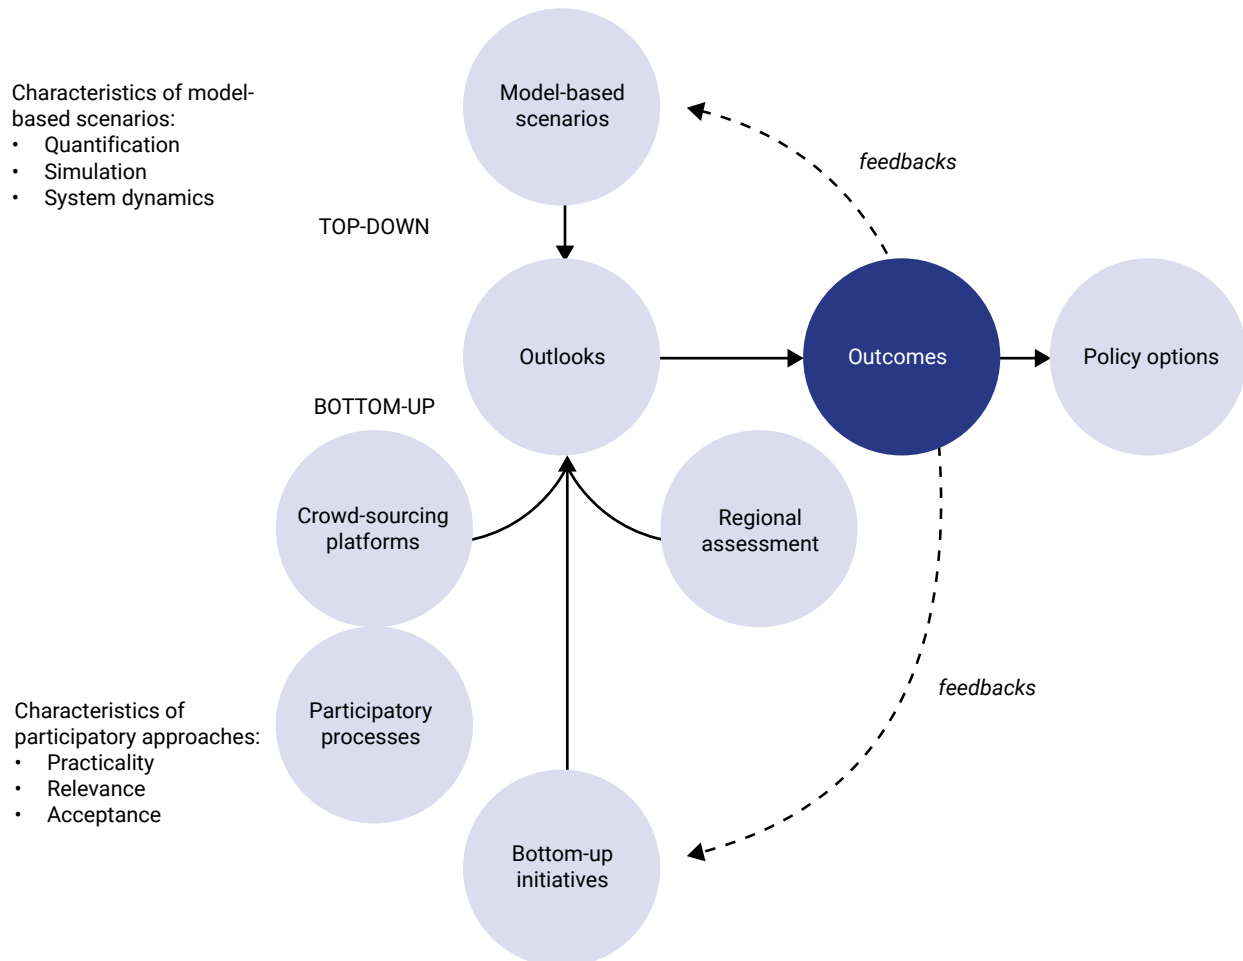 Characteristics of model-
based scenarios:
• Quantification
• Simulation
• System dynamics
Model-based
scenarios
feedbacks
TOP-DOWN
Outlooks
Outcomes
Policy options
BOTTOM-UP
Crowd-sourcing
platforms
Regional
assessment
Characteristics of
participatory approaches:
• Practicality
• Relevance
• Acceptance
Participatory
processes
feedbacks
Bottom-up
initiatives